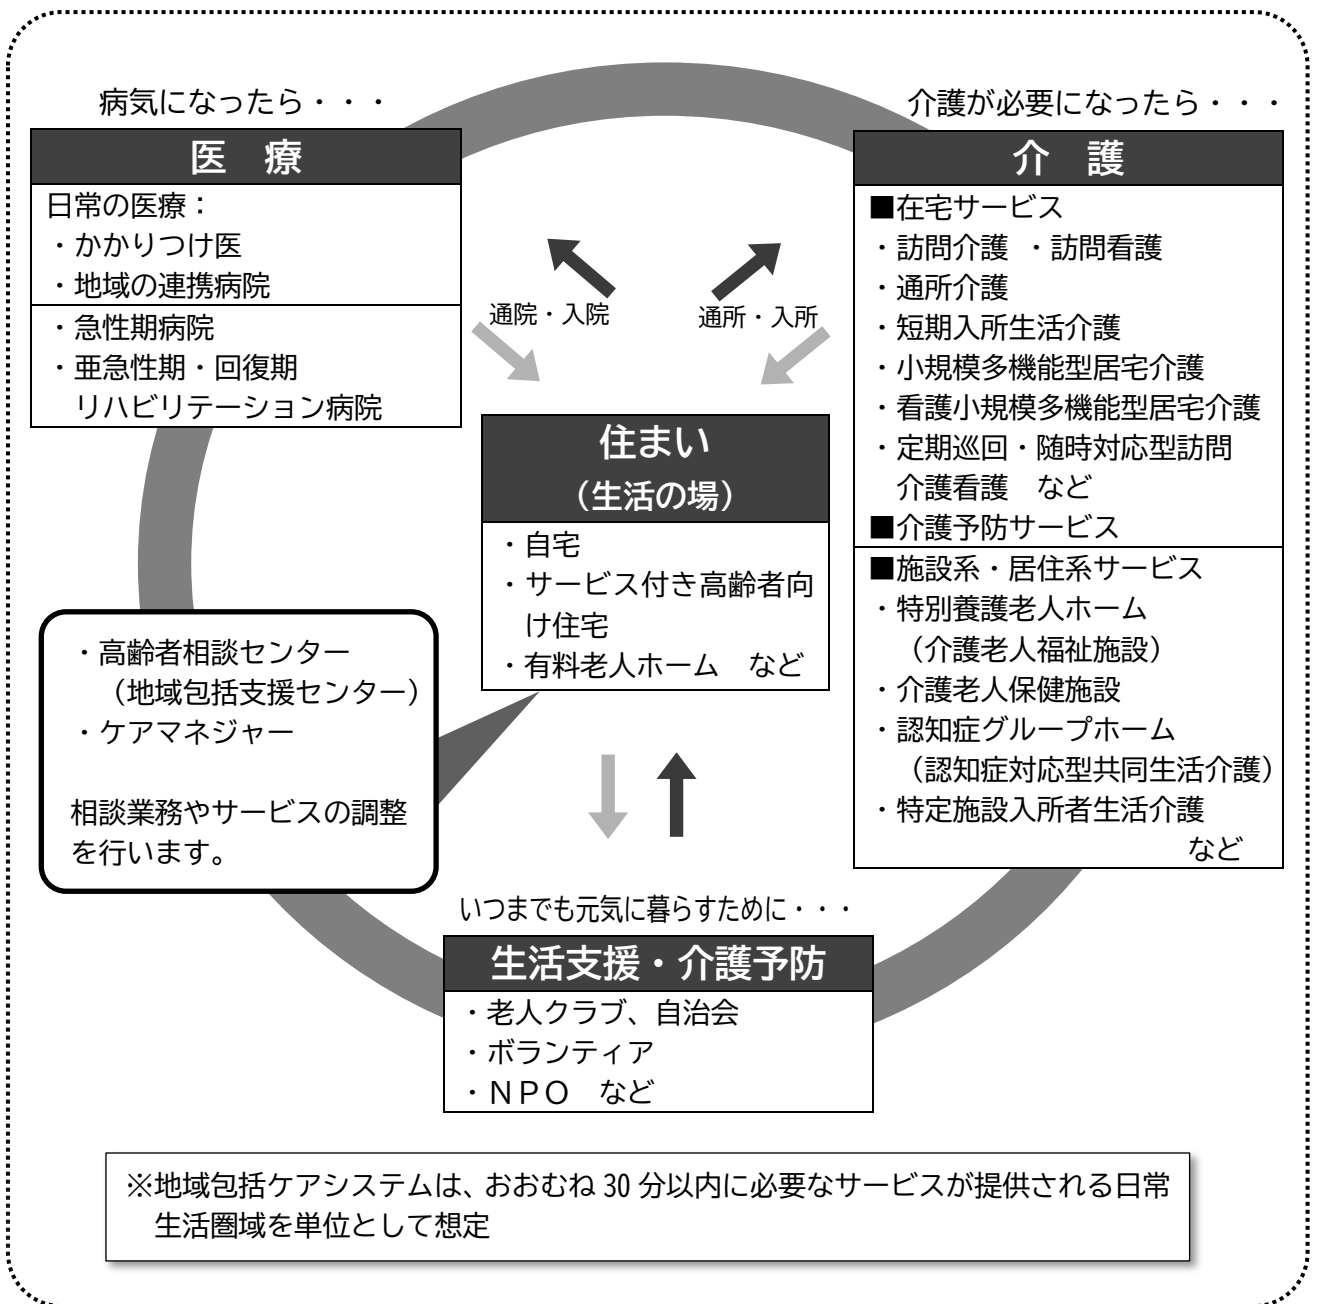 病気になったら・・・
医　療
日常の医療：
・かかりつけ医
・地域の連携病院
・急性期病院
・亜急性期・回復期
リハビリテーション病院
介護が必要になったら・・・
介　護
■在宅サービス
・訪問介護　・訪問看護
・通所介護
・短期入所生活介護
・小規模多機能型居宅介護
・看護小規模多機能型居宅介護
・定期巡回・随時対応型訪問
介護看護　など
■介護予防サービス
■施設系・居住系サービス
・特別養護老人ホーム
（介護老人福祉施設）
・介護老人保健施設
・認知症グループホーム
（認知症対応型共同生活介護）
・特定施設入所者生活介護
など
通院・入院
通所・入所
住まい
（生活の場）
・自宅
・サービス付き高齢者向
け住宅
・有料老人ホーム　など
・高齢者相談センター
（地域包括支援センター）
・ケアマネジャー
相談業務やサービスの調整
を行います。
いつまでも元気に暮らすために・・・
生活支援・介護予防
・老人クラブ、自治会
・ボランティア
・ＮＰＯ　など
※地域包括ケアシステムは、おおむね 30 分以内に必要なサービスが提供される日常
生活圏域を単位として想定